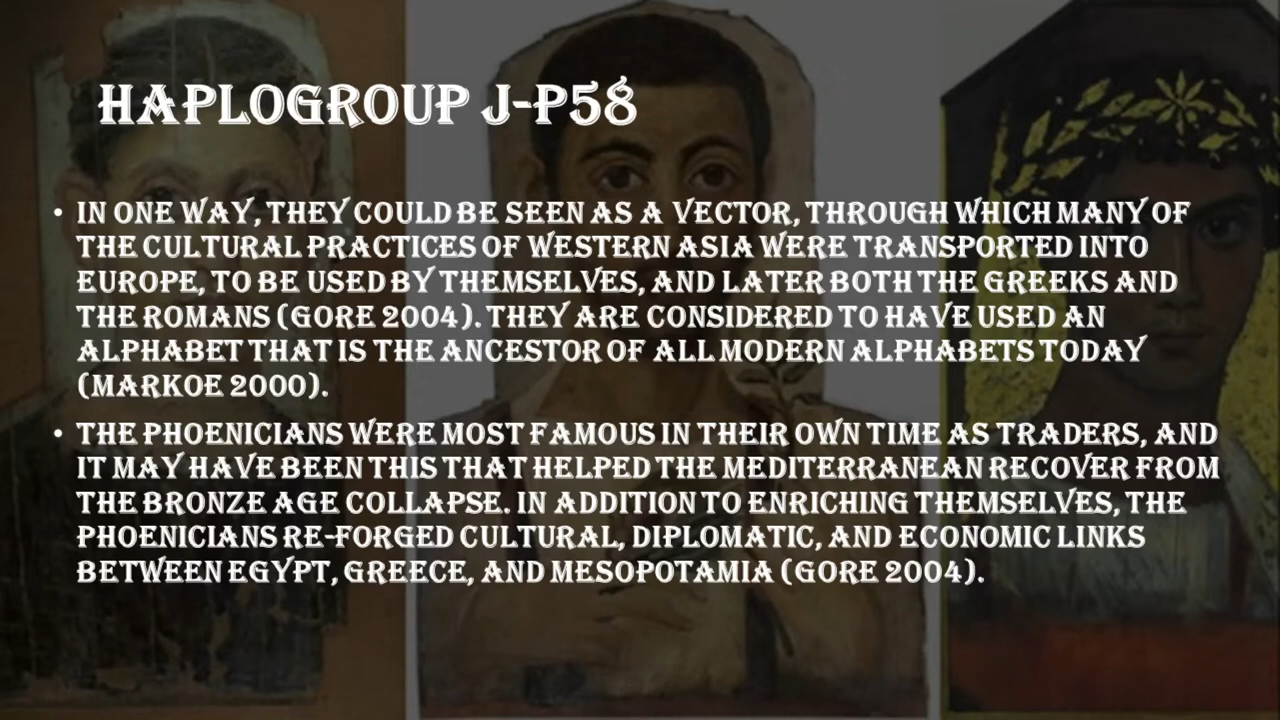 HAPLOGROUP J-P58
• IN ONE WAY, THEY COULD BE SEEN AS A VECTOR, THROUGH WHICH MANY OF
THE CULTURAL PRACTICES OF WESTERN ASIA WERE TRANSPORTED INTO
EUROPE, TO BE USED BY THEMSELVES, AND LATER BOTH THE GREEKS AND
THE ROMANS (GORE 2004). THEY ARE CONSIDERED TO HAVE USED AN
ALPHABET THAT IS THE ANCESTOR OF ALL MODERN ALPHABETS TODAY
(MARKOE 2000).
• THE PHOENICIANS WERE MOST FAMOUS IN THEIR OWN TIME AS TRADERS, AND
IT MAY HAVE BEEN THIS THAT HELPED THE MEDITERRANEAN RECOVER FROM
THE BRONZE AGE COLLAPSE. IN ADDITION TO ENRICHING THEMSELVES, THE
PHOENICIANS RE-FORGED CULTURAL, DIPLOMATIC, AND ECONOMIC LINKS
BETWEEN EGYPT, GREECE, AND MESOPOTAMIA (GORE 2004).